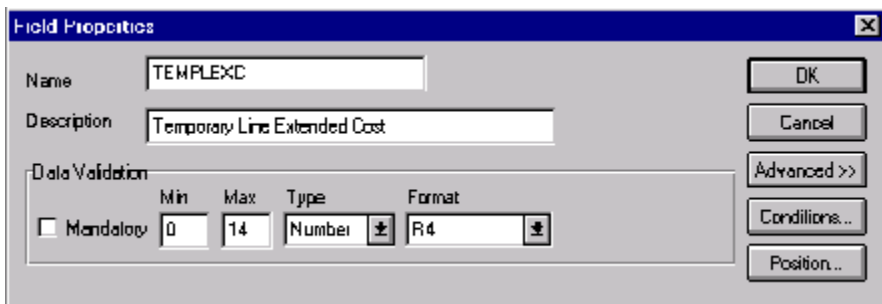 Field Properties
Name TEMPLEXC OK
Description Temporary Line Extended Cost Cancel
Data Validation Advanced >>
Min Max Type Format
Mandatory 0 14 Number R4 Conditions...
Position...